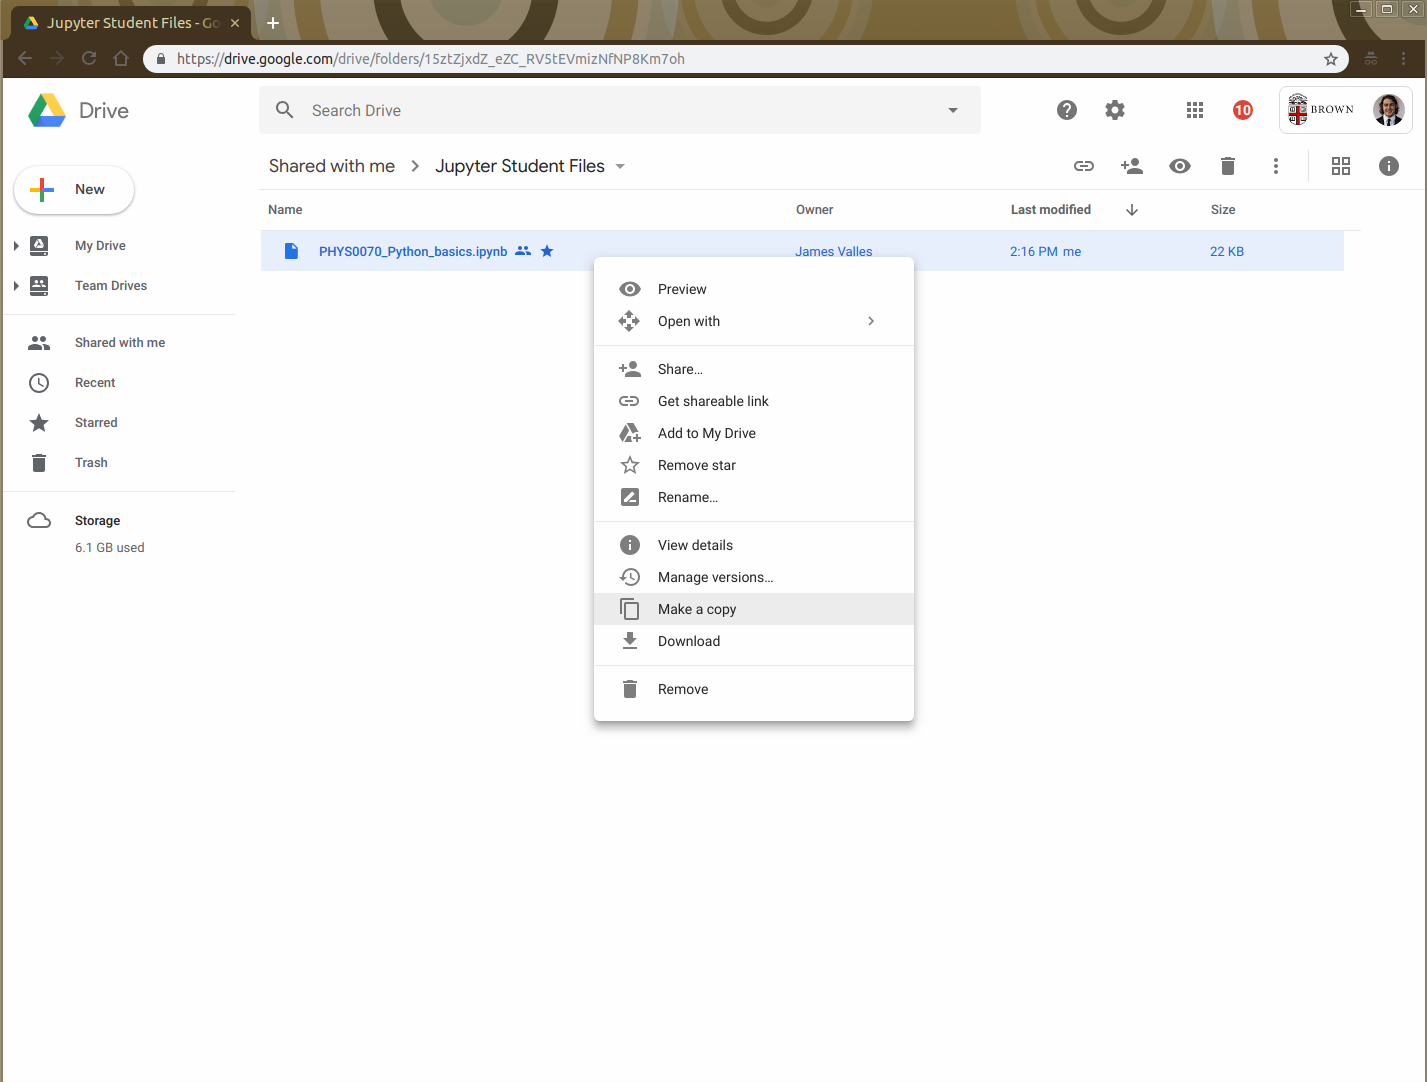 Jupyter Student Files - Go
https://drive.google.com/drive/folders/15ztZjxdZ_eZC_RV5tEVmizNfNP8Km7oh
Drive
Search Drive
10
BROWN
Shared with me > Jupyter Student Files
New
Name Owner Last modified Size
My Drive
PHYS0070_Python_basics.ipynb James Valles 2:16 PM me 22 KB
Team Drives
Shared with me
Recent
Starred
Trash
Storage
6.1 GB used
Preview
Open with
Share...
Get shareable link
Add to My Drive
Remove star
Rename...
View details
Manage versions...
Make a copy
Download
Remove